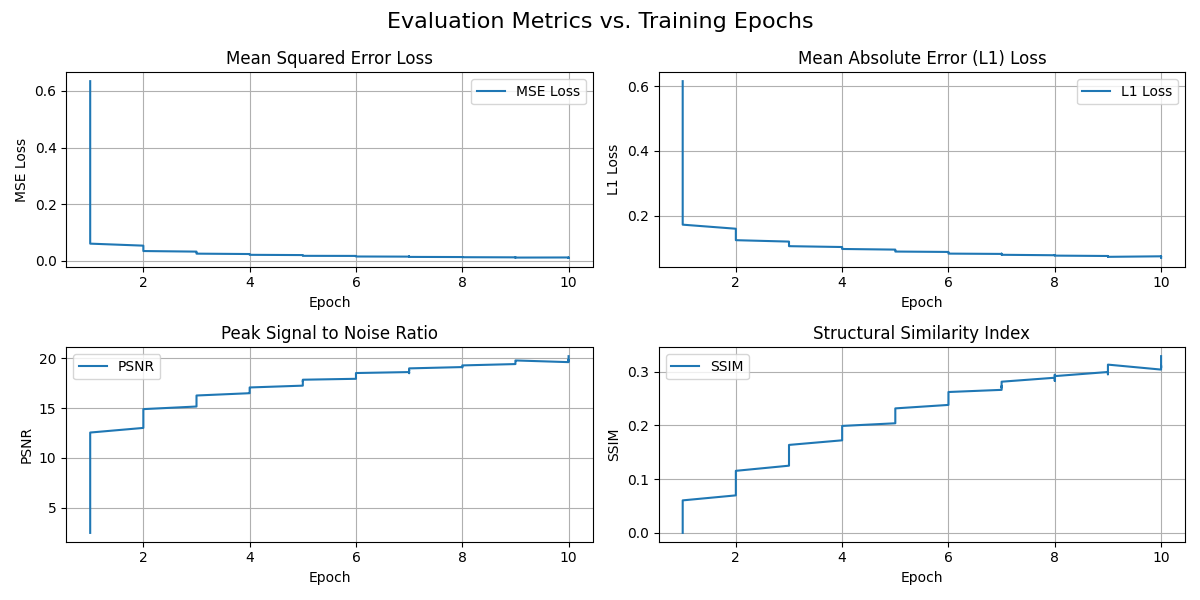 Evaluation Metrics vs. Training Epochs
Mean Squared Error Loss
MSE Loss
0.6
0.4
0.2
0.0
MSE Loss
2 4 6 8 10
Epoch
Mean Absolute Error (L1) Loss
L1 Loss
0.6
0.4
0.2
L1 Loss
2 4 6 8 10
Epoch
Peak Signal to Noise Ratio
PSNR
20
15
10
5
PSNR
2 4 6 8 10
Epoch
Structural Similarity Index
SSIM
0.3
0.2
0.1
0.0
SSIM
2 4 6 8 10
Epoch